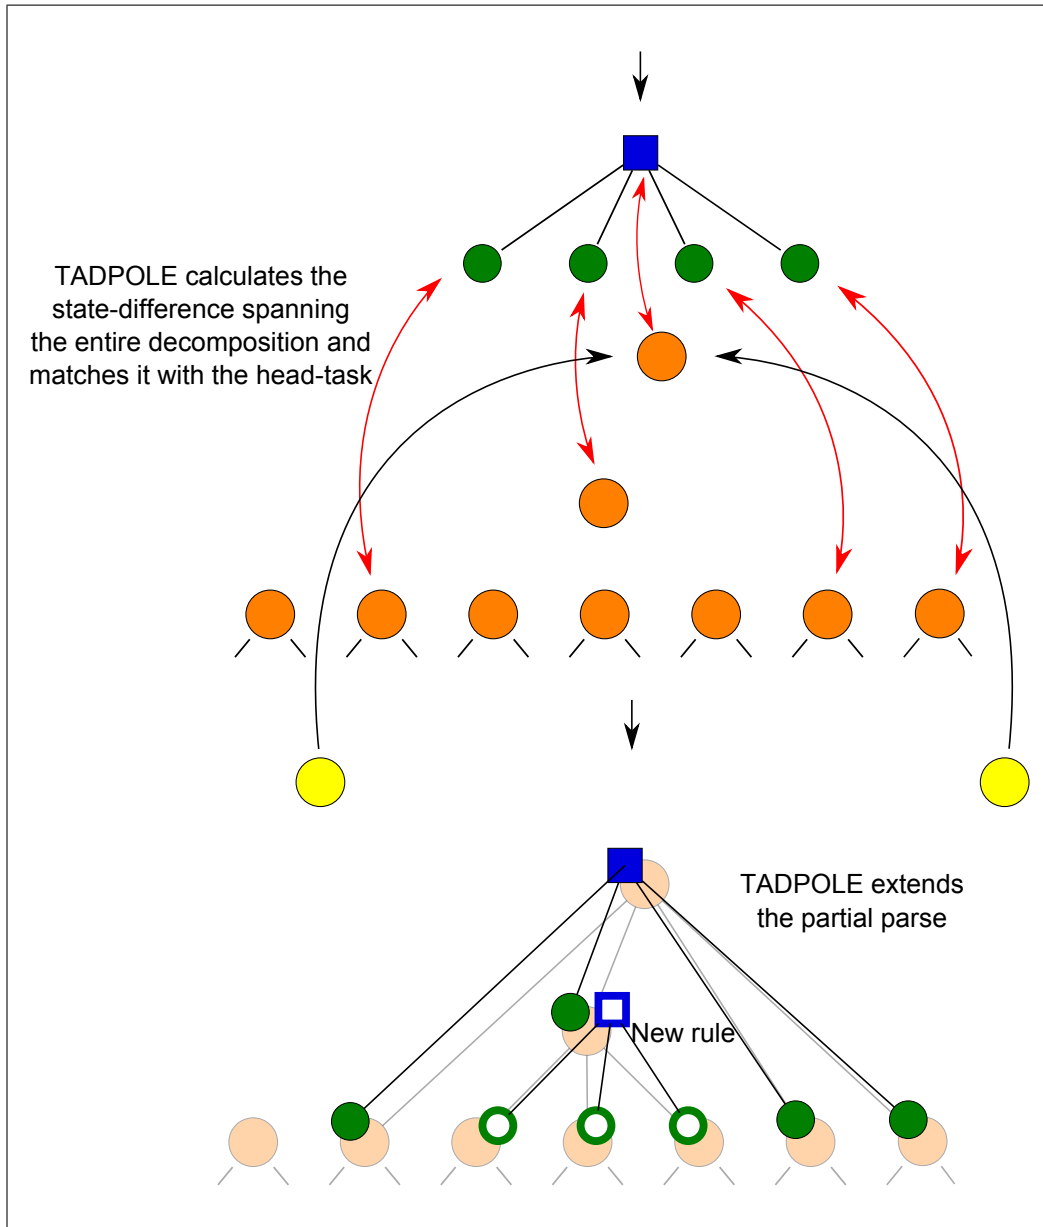 TADPOLE calculates the
state-difference spanning
the entire decomposition and
matches it with the head-task
TADPOLE extends
the partial parse
New rule